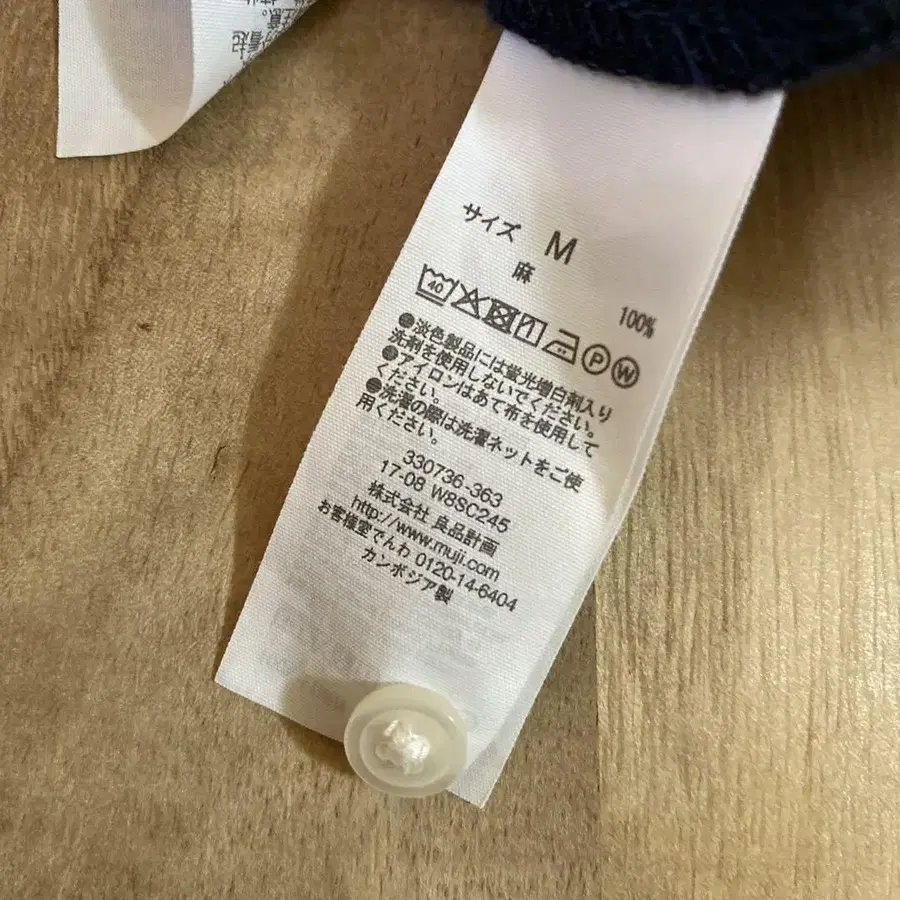 サイズ M
麻 100%
40 P W
●淡色製品には蛍光増白剤入り
洗剤を使用しないでください。
●アイロンはあて布を使用して
ください。
●洗濯の際は洗濯ネットをご使
用ください。
330736-363
17-08 W8SC245
株式会社 良品計画
http://www.muji.com
お客様室でんわ 0120-14-6404
カンボジア製